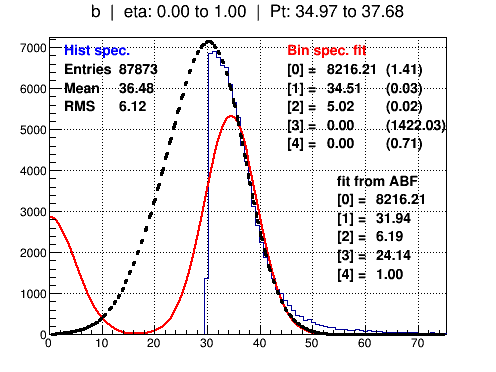 b | eta: 0.00 to 1.00 | Pt: 34.97 to 37.68
Hist spec.
Entries 87873
Mean 36.48
RMS 6.12
Bin spec. fit
[0] = 8216.21 (1.41)
[1] = 34.51 (0.03)
[2] = 5.02 (0.02)
[3] = 0.00 (1422.03)
[4] = 0.00 (0.71)
fit from ABF
[0] = 8216.21
[1] = 31.94
[2] = 6.19
[3] = 24.14
[4] = 1.00
7000
6000
5000
4000
3000
2000
1000
0
0 10 20 30 40 50 60 70